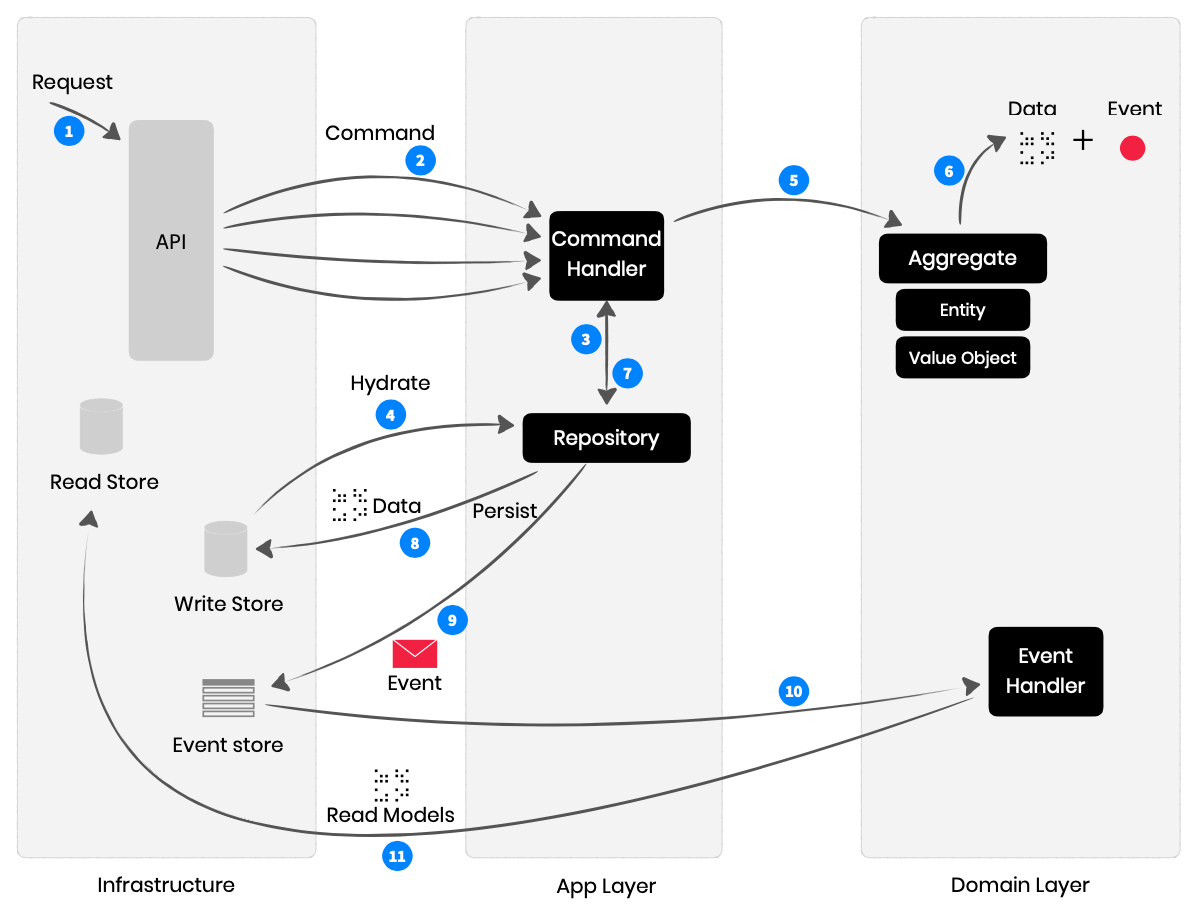 Request
1
Command
2
API
Command
Handler
5
Data
+
Event
6
Aggregate
Entity
Value Object
3
7
Hydrate
4
Repository
Read Store
Data
Persist
8
Write Store
9
Event
Event store
10
Event
Handler
Read Models
11
Infrastructure
App Layer
Domain Layer